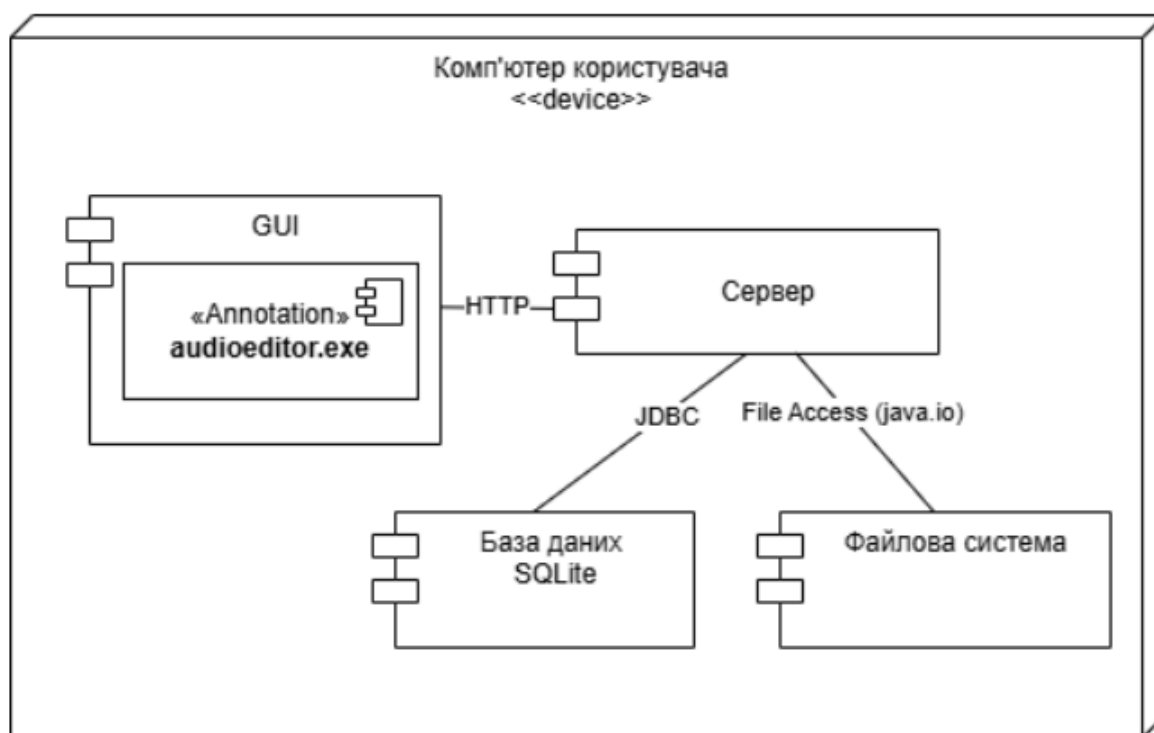 Комп'ютер користувача
<<device>>
GUI
«Annotation»
audioeditor.exe
HTTP
Сервер
JDBC
File Access (java.io)
База даних
SQLite
Файлова система